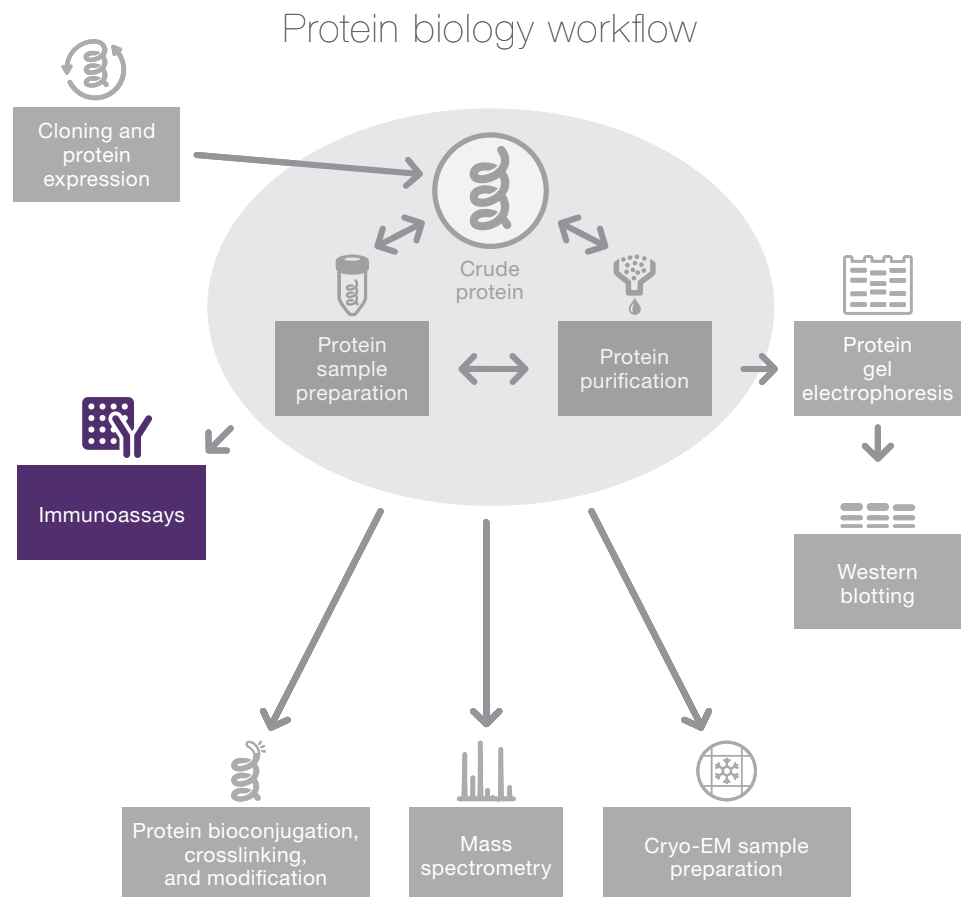 Protein biology workflow
Cloning and
protein
expression
Crude
protein
Protein
sample
preparation
Protein
purification
Protein
gel
electrophoresis
Immunoassays
Western
blotting
Protein bioconjugation,
crosslinking,
and modification
Mass
spectrometry
Cryo-EM sample
preparation